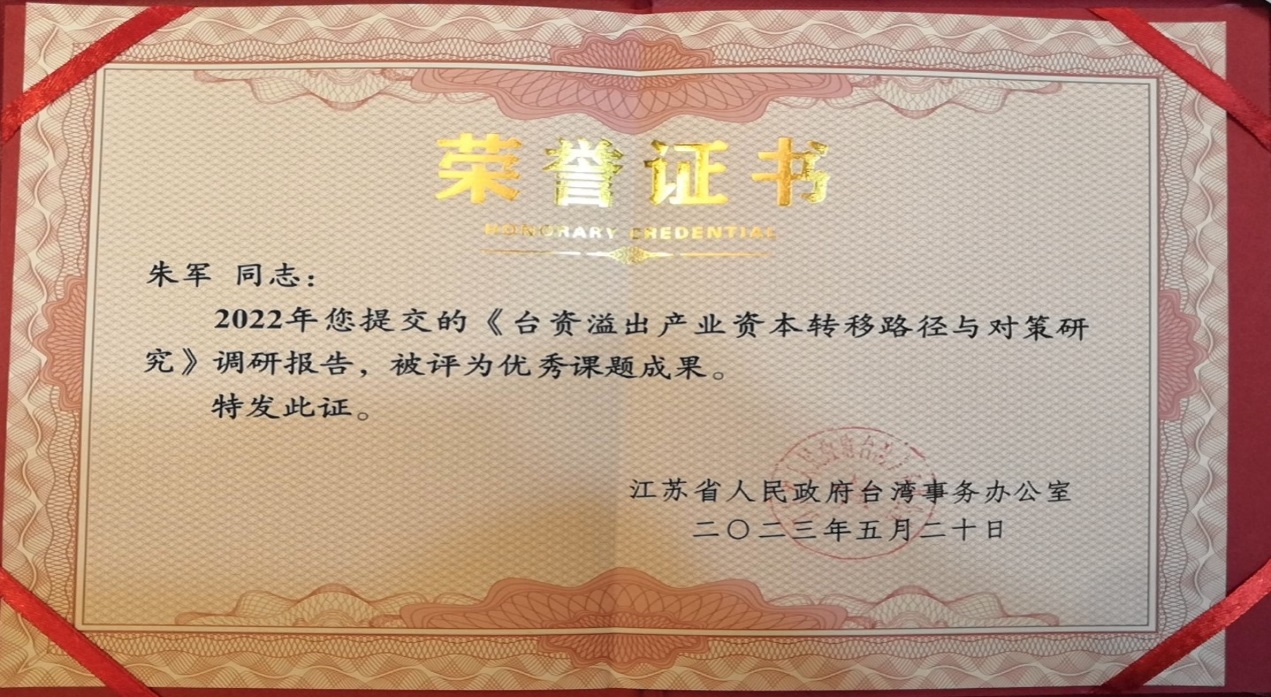 荣誉证书
HONORARY CREDENTIAL
朱军 同志：
2022年您提交的《台资溢出产业资本转移路径与对策研
究》调研报告，被评为优秀课题成果。
特发此证。
江苏省人民政府台湾事务办公室
二〇二三年五月二十日